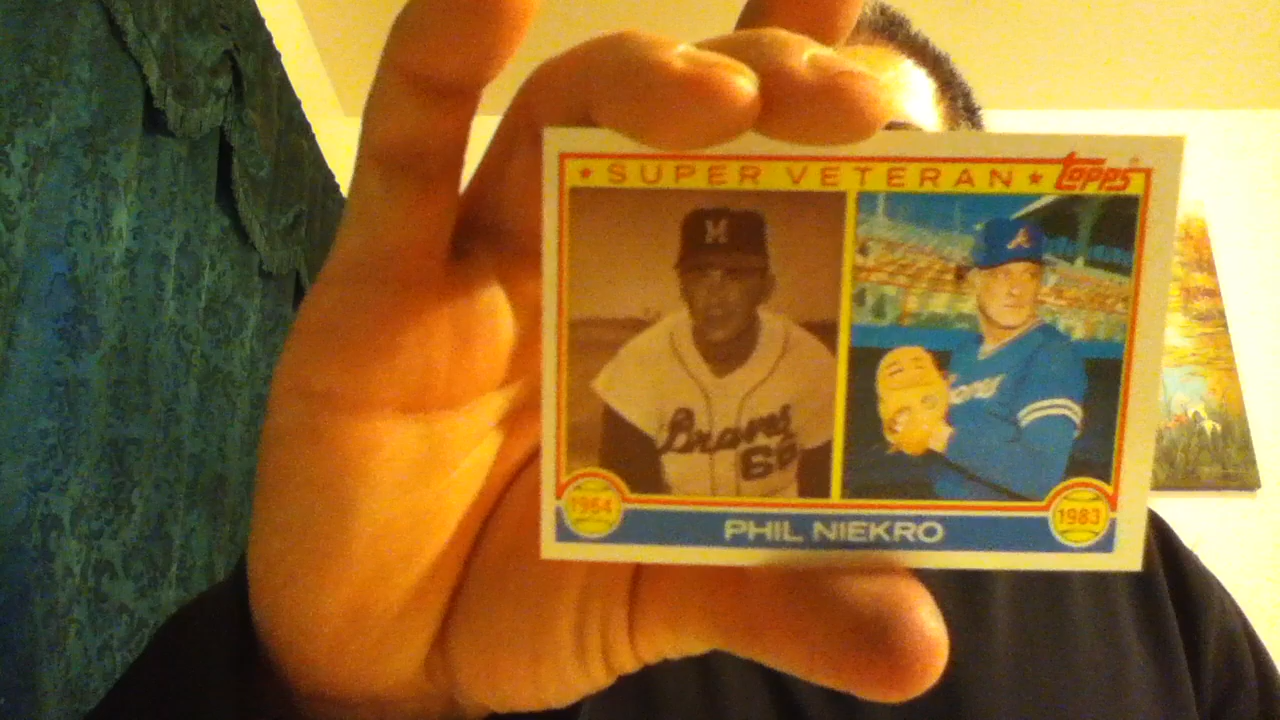 ★ SUPER VETERAN ★ Topps
M
A
Braves
66
1964
PHIL NIEKRO
1983